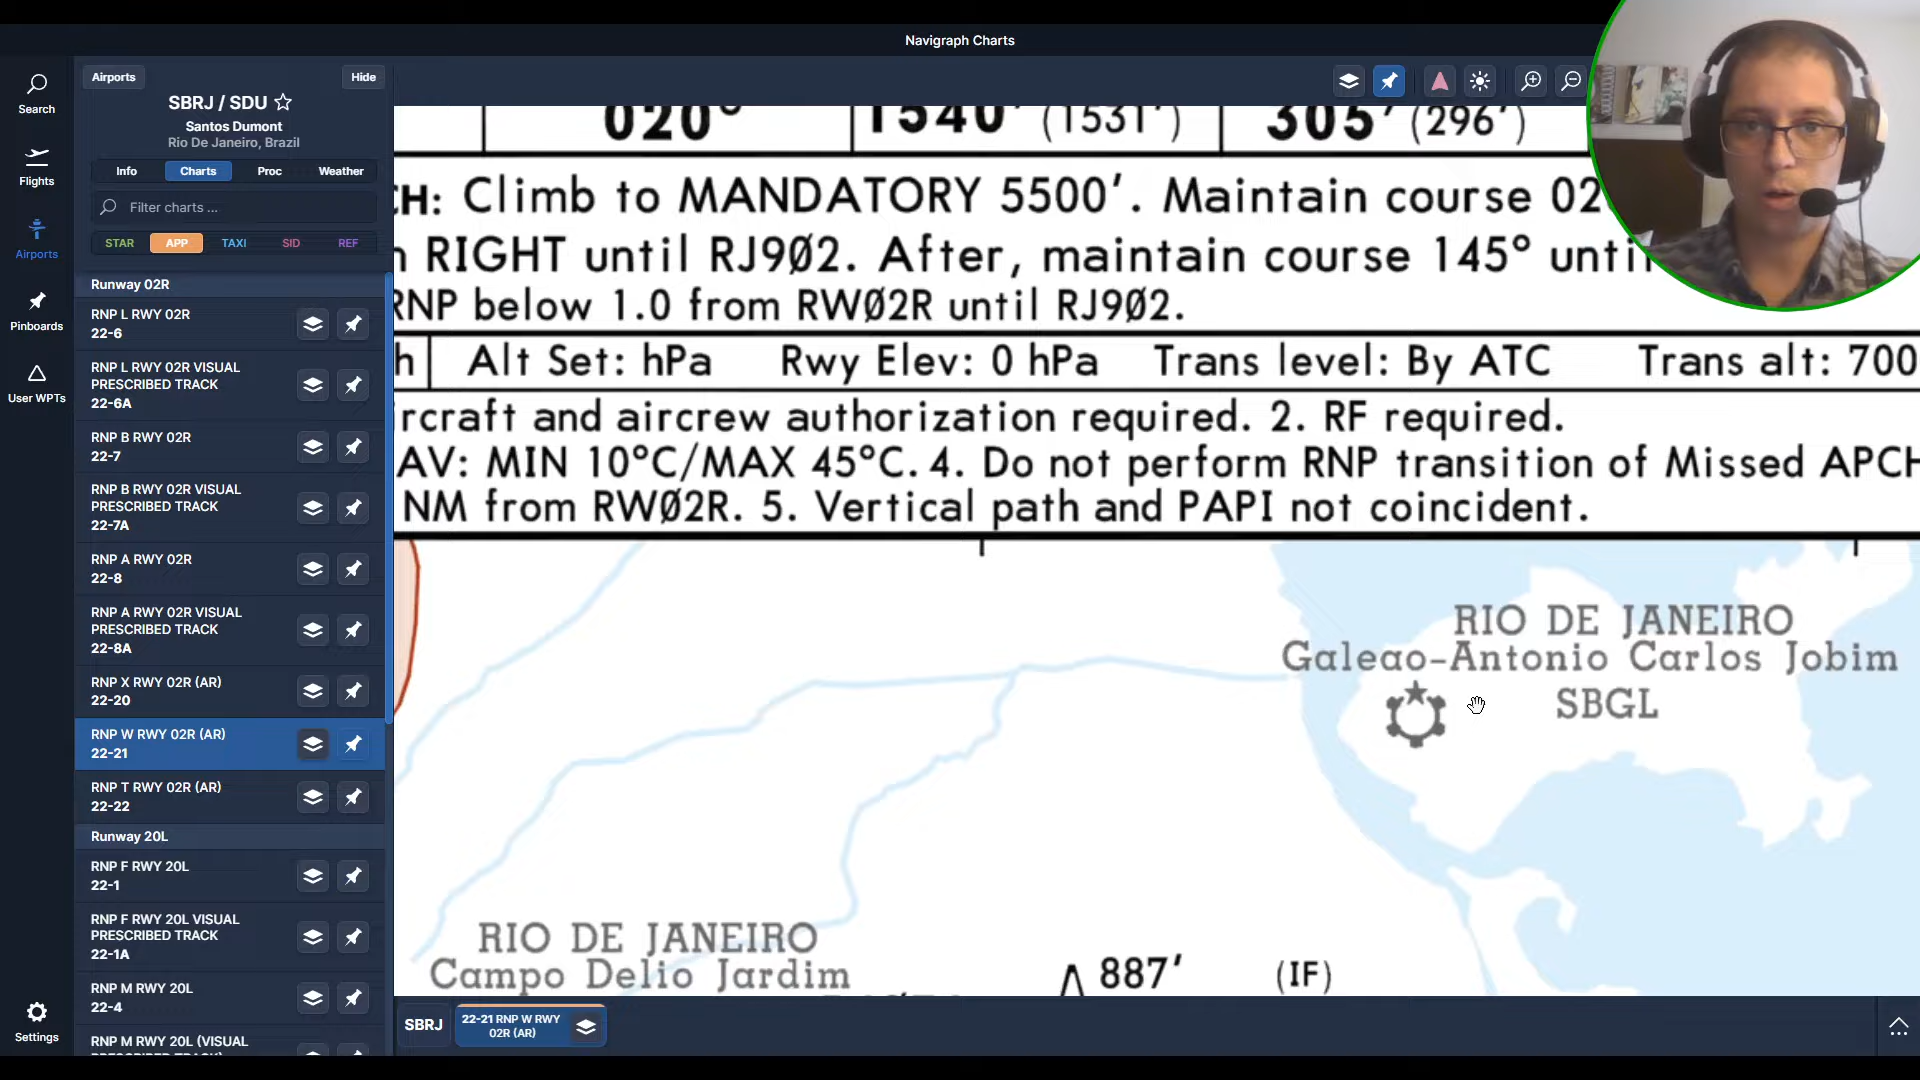 Navigraph Charts
Search
Flights
Airports
Pinboards
User WPTs
Settings
Airports
Hide
SBRJ / SDU
Santos Dumont
Rio De Janeiro, Brazil
Info
Charts
Proc
Weather
Filter charts ...
STAR
APP
TAXI
SID
REF
Runway 02R
RNP L RWY 02R
22-6
RNP L RWY 02R VISUAL
PRESCRIBED TRACK
22-6A
RNP B RWY 02R
22-7
RNP B RWY 02R VISUAL
PRESCRIBED TRACK
22-7A
RNP A RWY 02R
22-8
RNP A RWY 02R VISUAL
PRESCRIBED TRACK
22-8A
RNP X RWY 02R (AR)
22-20
RNP W RWY 02R (AR)
22-21
RNP T RWY 02R (AR)
22-22
Runway 20L
RNP F RWY 20L
22-1
RNP F RWY 20L VISUAL
PRESCRIBED TRACK
22-1A
RNP M RWY 20L
22-4
RNP M RWY 20L (VISUAL
020° 1540' (1531') 305' (296')
CH: Climb to MANDATORY 5500'. Maintain course 02
n RIGHT until RJ9Ø2. After, maintain course 145° unti
RNP below 1.0 from RWØ2R until RJ9Ø2.
h Alt Set: hPa Rwy Elev: 0 hPa Trans level: By ATC Trans alt: 700
rcraft and aircrew authorization required. 2. RF required.
AV: MIN 10°C/MAX 45°C. 4. Do not perform RNP transition of Missed APCH
NM from RWØ2R. 5. Vertical path and PAPI not coincident.
RIO DE JANEIRO
Galeao-Antonio Carlos Jobim
SBGL
RIO DE JANEIRO
Campo Delio Jardim
887'
(IF)
SBRJ
22-21 RNP W RWY
02R (AR)